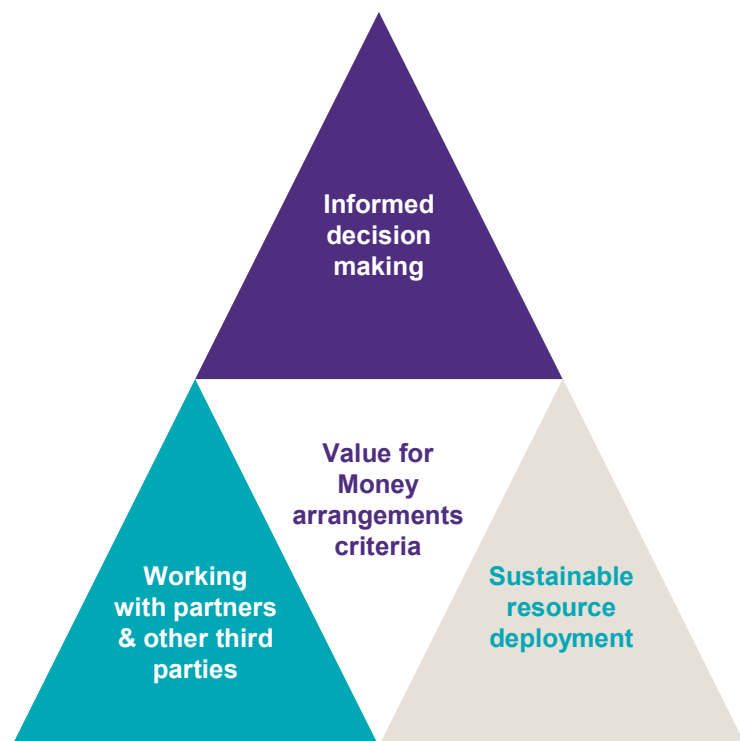 Informed
decision
making
Value for
Money
arrangements
criteria
Working
with partners
& other third
parties
Sustainable
resource
deployment